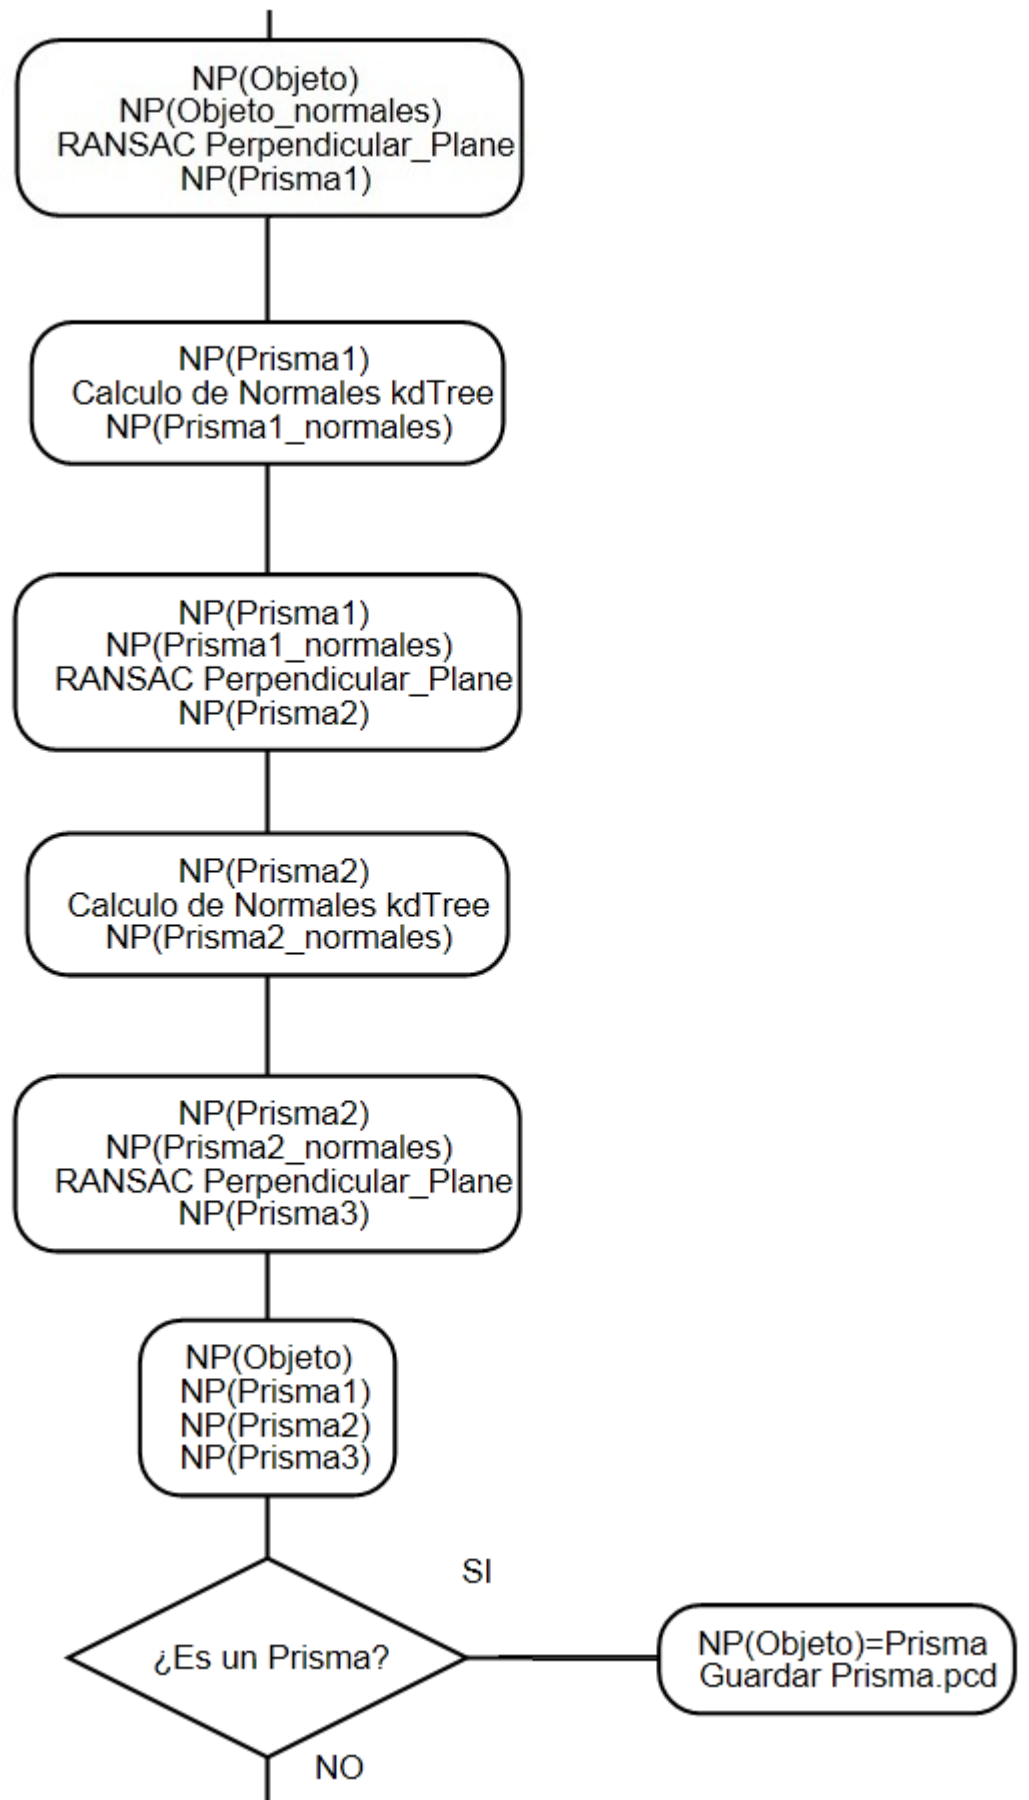 NP(Objeto)
NP(Objeto_normales)
RANSAC Perpendicular_Plane
NP(Prisma1)
NP(Prisma1)
Calculo de Normales kdTree
NP(Prisma1_normales)
NP(Prisma1)
NP(Prisma1_normales)
RANSAC Perpendicular_Plane
NP(Prisma2)
NP(Prisma2)
Calculo de Normales kdTree
NP(Prisma2_normales)
NP(Prisma2)
NP(Prisma2_normales)
RANSAC Perpendicular_Plane
NP(Prisma3)
NP(Objeto)
NP(Prisma1)
NP(Prisma2)
NP(Prisma3)
¿Es un Prisma?
SI
NP(Objeto)=Prisma
Guardar Prisma.pcd
NO